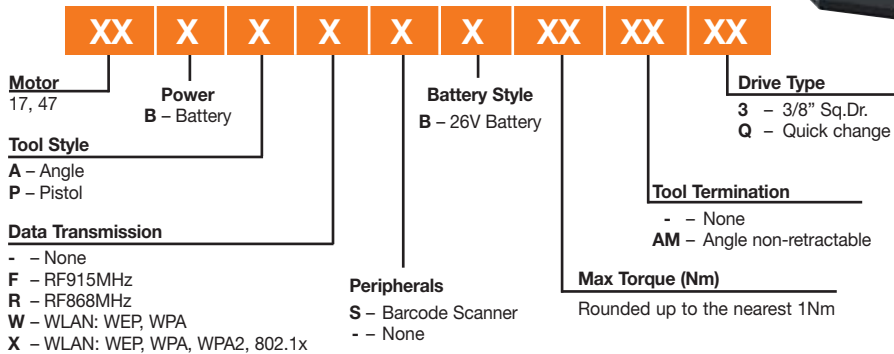 XX X X X X X XX XX XX
Motor
17, 47
Power
B – Battery
Tool Style
A – Angle
P – Pistol
Data Transmission
- – None
F – RF915MHz
R – RF868MHz
W – WLAN: WEP, WPA
X – WLAN: WEP, WPA, WPA2, 802.1x
Peripherals
S – Barcode Scanner
- – None
Battery Style
B – 26V Battery
Max Torque (Nm)
Rounded up to the nearest 1Nm
Tool Termination
- – None
AM – Angle non-retractable
Drive Type
3 – 3/8” Sq.Dr.
Q – Quick change